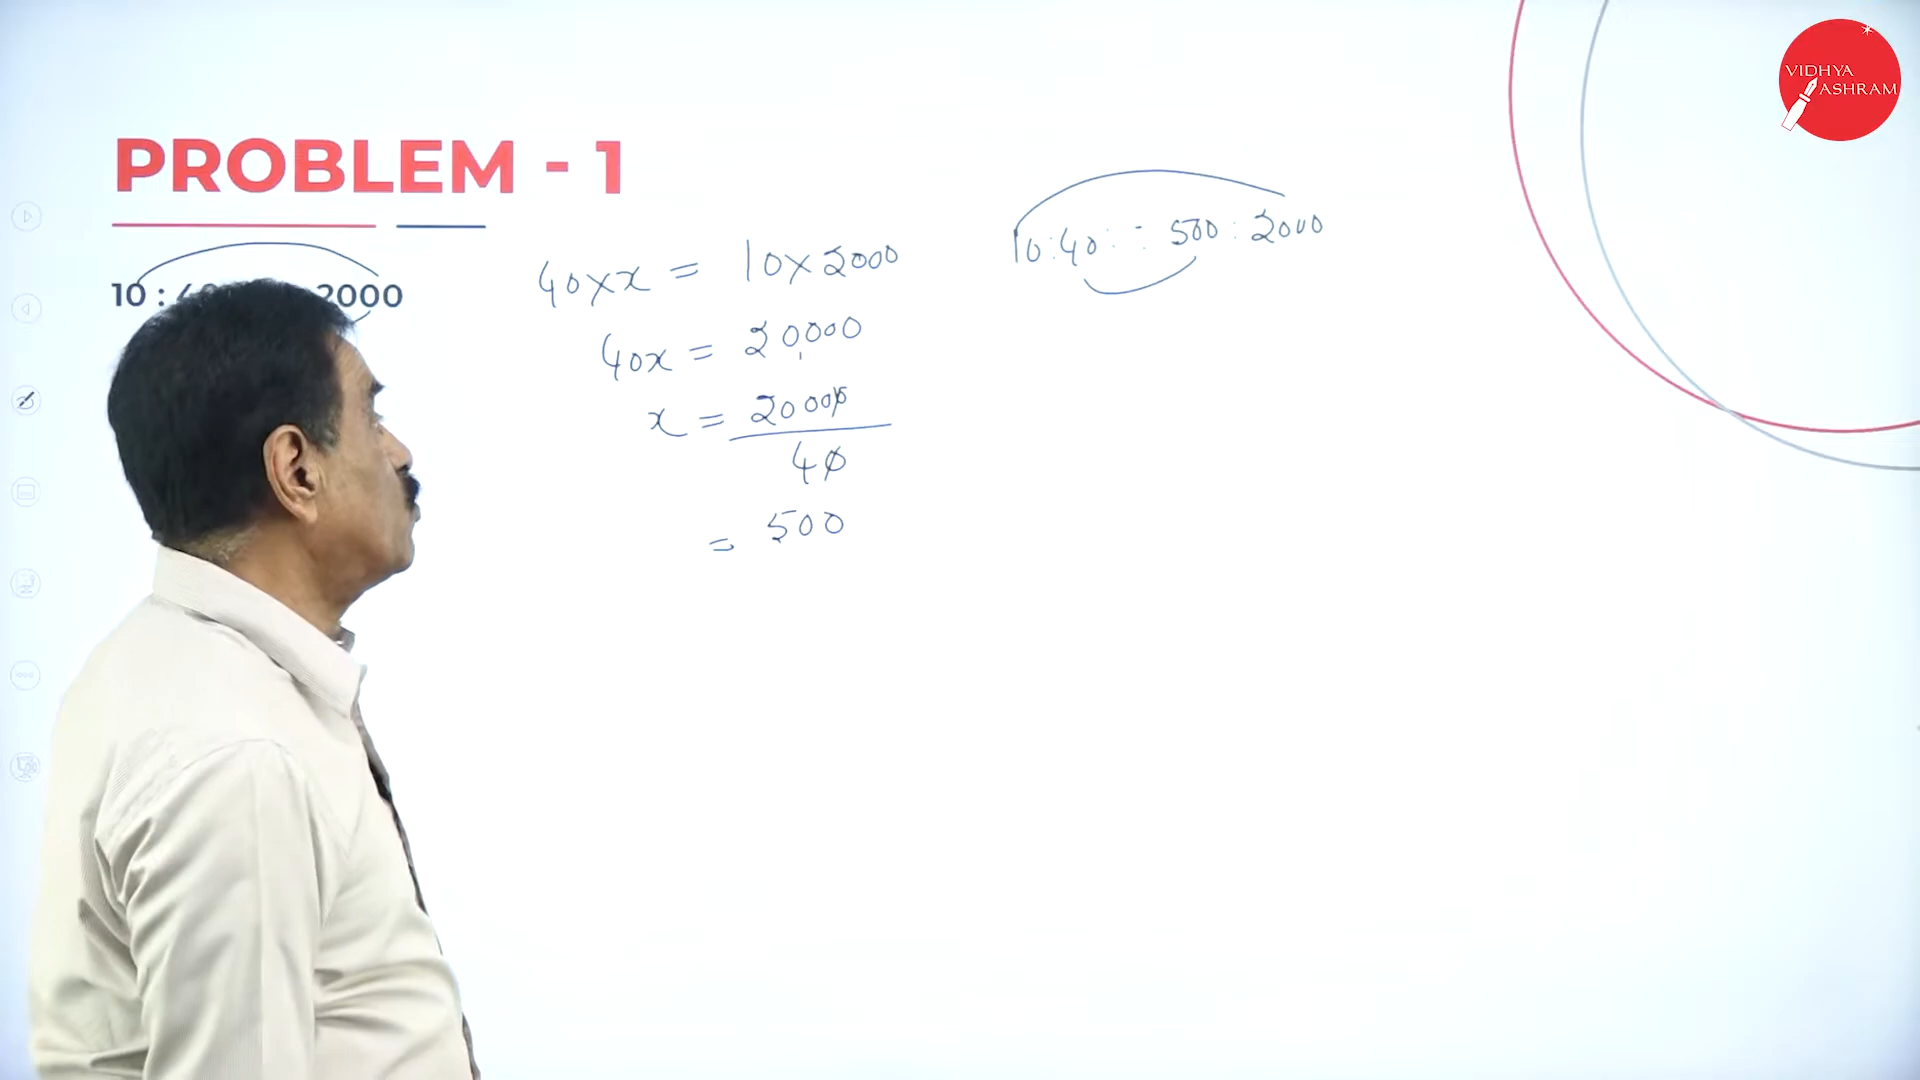 VIDHYA
ASHRAM
PROBLEM - 1
10 : 2000
40 x x = 10 x 2000
40x = 20000
x = 20000
40
= 500
10:40 :: 500 : 2000